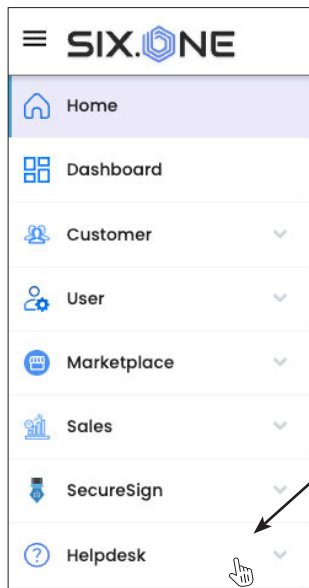 SIX.ONE
Home
Dashboard
Customer
User
Marketplace
Sales
SecureSign
Helpdesk